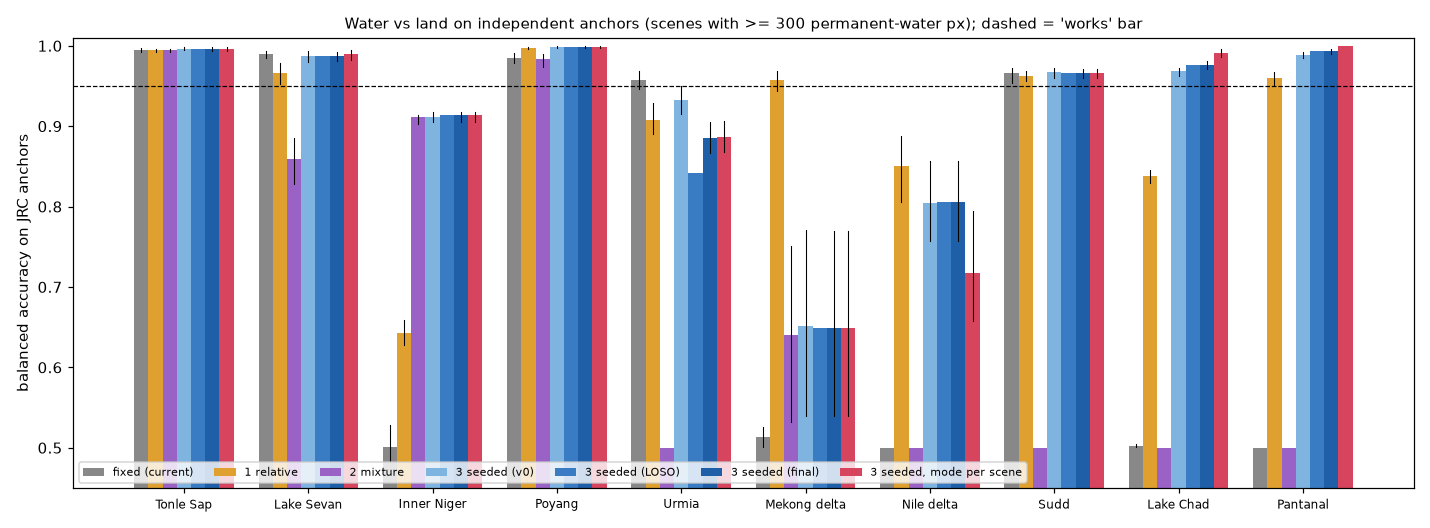 Water vs land on independent anchors (scenes with >= 300 permanent-water px); dashed = 'works' bar
balanced accuracy on JRC anchors
1.0
0.9
0.8
0.7
0.6
0.5
fixed (current) 1 relative 2 mixture 3 seeded (v0) 3 seeded (LOSO) 3 seeded (final) 3 seeded, mode per scene
Tonle Sap Lake Sevan Inner Niger Poyang Urmia Mekong delta Nile delta Sudd Lake Chad Pantanal